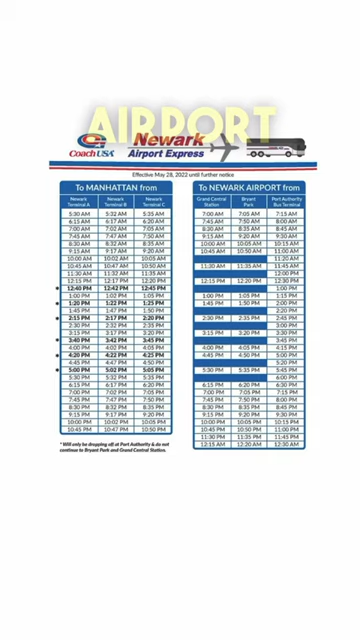 AIRPORT
Coach USA
Newark
Airport Express
Effective May 28, 2022 until further notice
To MANHATTAN from
Newark Terminal A Newark Terminal B Newark Terminal C
5:30 AM 5:32 AM 5:35 AM
6:15 AM 6:17 AM 6:20 AM
7:00 AM 7:02 AM 7:05 AM
7:45 AM 7:47 AM 7:50 AM
8:30 AM 8:32 AM 8:35 AM
9:15 AM 9:17 AM 9:20 AM
10:00 AM 10:02 AM 10:05 AM
10:45 AM 10:47 AM 10:50 AM
11:30 AM 11:32 AM 11:35 AM
12:15 PM 12:17 PM 12:20 PM
* 12:40 PM 12:42 PM 12:45 PM
1:00 PM 1:02 PM 1:05 PM
* 1:20 PM 1:22 PM 1:25 PM
1:45 PM 1:47 PM 1:50 PM
* 2:15 PM 2:17 PM 2:20 PM
2:30 PM 2:32 PM 2:35 PM
3:15 PM 3:17 PM 3:20 PM
* 3:40 PM 3:42 PM 3:45 PM
4:00 PM 4:02 PM 4:05 PM
* 4:20 PM 4:22 PM 4:25 PM
4:45 PM 4:47 PM 4:50 PM
* 5:00 PM 5:02 PM 5:05 PM
5:30 PM 5:32 PM 5:35 PM
6:15 PM 6:17 PM 6:20 PM
7:00 PM 7:02 PM 7:05 PM
7:45 PM 7:47 PM 7:50 PM
8:30 PM 8:32 PM 8:35 PM
9:15 PM 9:17 PM 9:20 PM
10:00 PM 10:02 PM 10:05 PM
10:45 PM 10:47 PM 10:50 PM
* Will only be dropping off at Port Authority & do not
continue to Bryant Park and Grand Central Station.
To NEWARK AIRPORT from
Grand Central Station Bryant Park Port Authority Bus Terminal
7:00 AM 7:05 AM 7:15 AM
7:45 AM 7:50 AM 8:00 AM
8:30 AM 8:35 AM 8:45 AM
9:15 AM 9:20 AM 9:30 AM
10:00 AM 10:05 AM 10:15 AM
10:45 AM 10:50 AM 11:00 AM
11:20 AM
11:30 AM 11:35 AM 11:45 AM
12:00 PM
12:15 PM 12:20 PM 12:30 PM
1:00 PM
1:00 PM 1:05 PM 1:15 PM
1:45 PM 1:50 PM 2:00 PM
2:20 PM
2:30 PM 2:35 PM 2:45 PM
3:00 PM
3:15 PM 3:20 PM 3:30 PM
3:45 PM
4:00 PM 4:05 PM 4:15 PM
4:45 PM 4:50 PM 5:00 PM
5:20 PM
5:30 PM 5:35 PM 5:45 PM
6:00 PM
6:15 PM 6:20 PM 6:30 PM
7:00 PM 7:05 PM 7:15 PM
7:45 PM 7:50 PM 8:00 PM
8:30 PM 8:35 PM 8:45 PM
9:15 PM 9:20 PM 9:30 PM
10:00 PM 10:05 PM 10:15 PM
10:45 PM 10:50 PM 11:00 PM
11:30 PM 11:35 PM 11:45 PM
12:15 AM 12:20 AM 12:30 AM